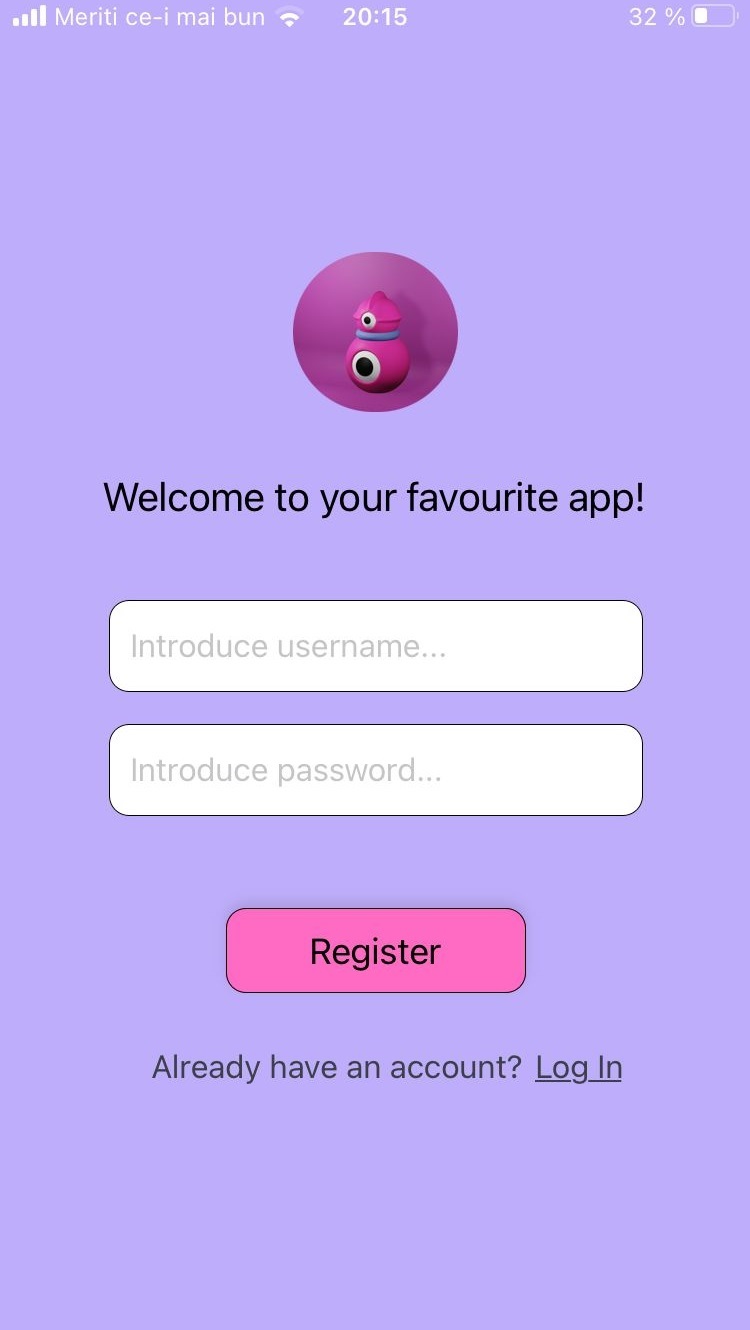 Meriti ce-i mai bun 20:15 32 %
Welcome to your favourite app!
Introduce username...
Introduce password...
Register
Already have an account? Log In